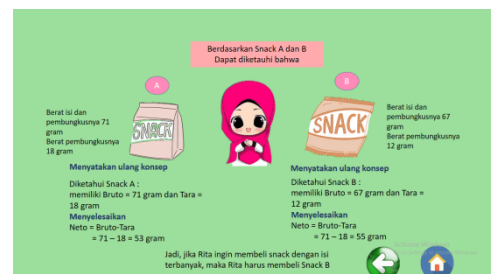 Berdasarkan Snack A dan B
Dapat diketahui bahwa
A
B
Berat isi dan
pembungkusnya 71
gram
Berat pembungkusnya
18 gram
SNACK
SNACK
Berat isi dan
pembungkusnya 67
gram
Berat pembungkusnya
12 gram
Menyatakan ulang konsep
Diketahui Snack A :
memiliki Bruto = 71 gram dan Tara =
18 gram
Menyelesaikan
Neto = Bruto-Tara
= 71 – 18 = 53 gram
Menyatakan ulang konsep
Diketahui Snack B :
memiliki Bruto = 67 gram dan Tara =
12 gram
Menyelesaikan
Neto = Bruto-Tara
= 71 – 18 = 55 gram
Jadi, jika Rita ingin membeli snack dengan isi
terbanyak, maka Rita harus membeli Snack B